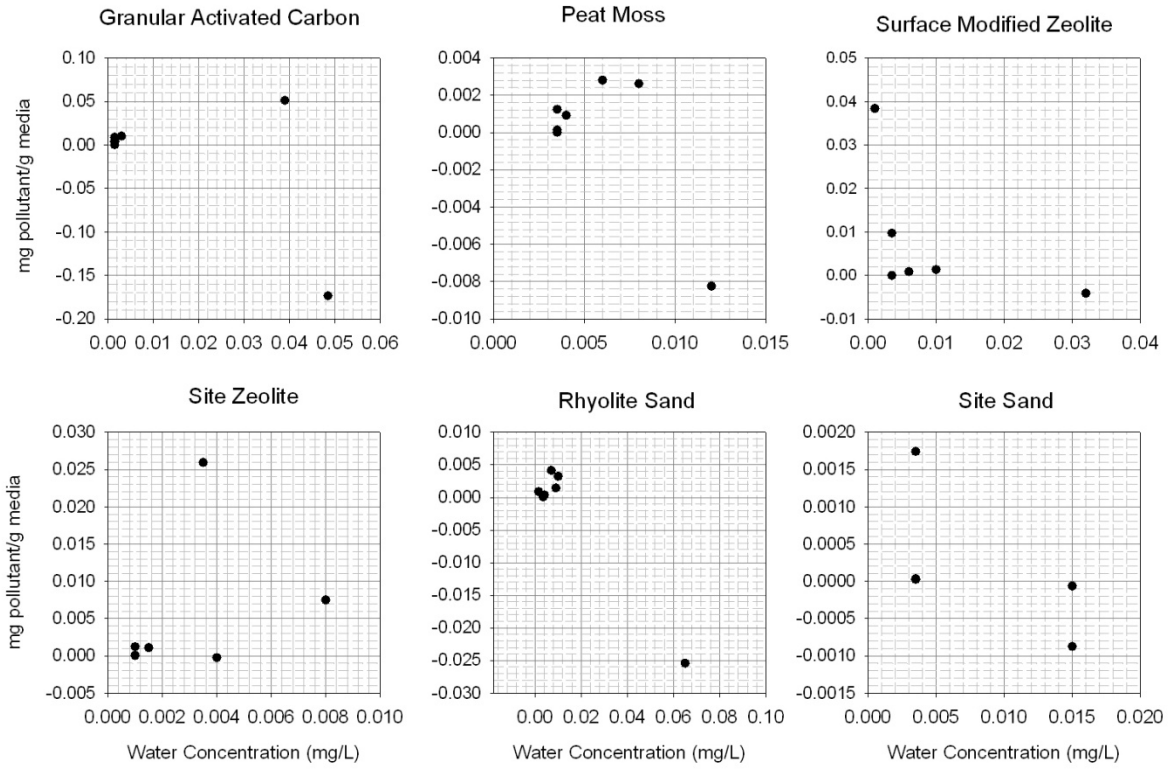 Granular Activated Carbon
Peat Moss
Surface Modified Zeolite
mg pollutant/g media
0.10
0.05
0.00
-0.05
-0.10
-0.15
-0.20
0.00 0.01 0.02 0.03 0.04 0.05 0.06
0.004
0.002
0.000
-0.002
-0.004
-0.006
-0.008
-0.010
0.000 0.005 0.010 0.015
0.05
0.04
0.03
0.02
0.01
0.00
-0.01
0.00 0.01 0.02 0.03 0.04
Site Zeolite
Rhyolite Sand
Site Sand
mg pollutant/g media
0.030
0.025
0.020
0.015
0.010
0.005
0.000
-0.005
0.000 0.002 0.004 0.006 0.008 0.010
Water Concentration (mg/L)
0.010
0.005
0.000
-0.005
-0.010
-0.015
-0.020
-0.025
-0.030
0.00 0.02 0.04 0.06 0.08 0.10
Water Concentration (mg/L)
0.0020
0.0015
0.0010
0.0005
0.0000
-0.0005
-0.0010
-0.0015
0.000 0.005 0.010 0.015 0.020
Water Concentration (mg/L)